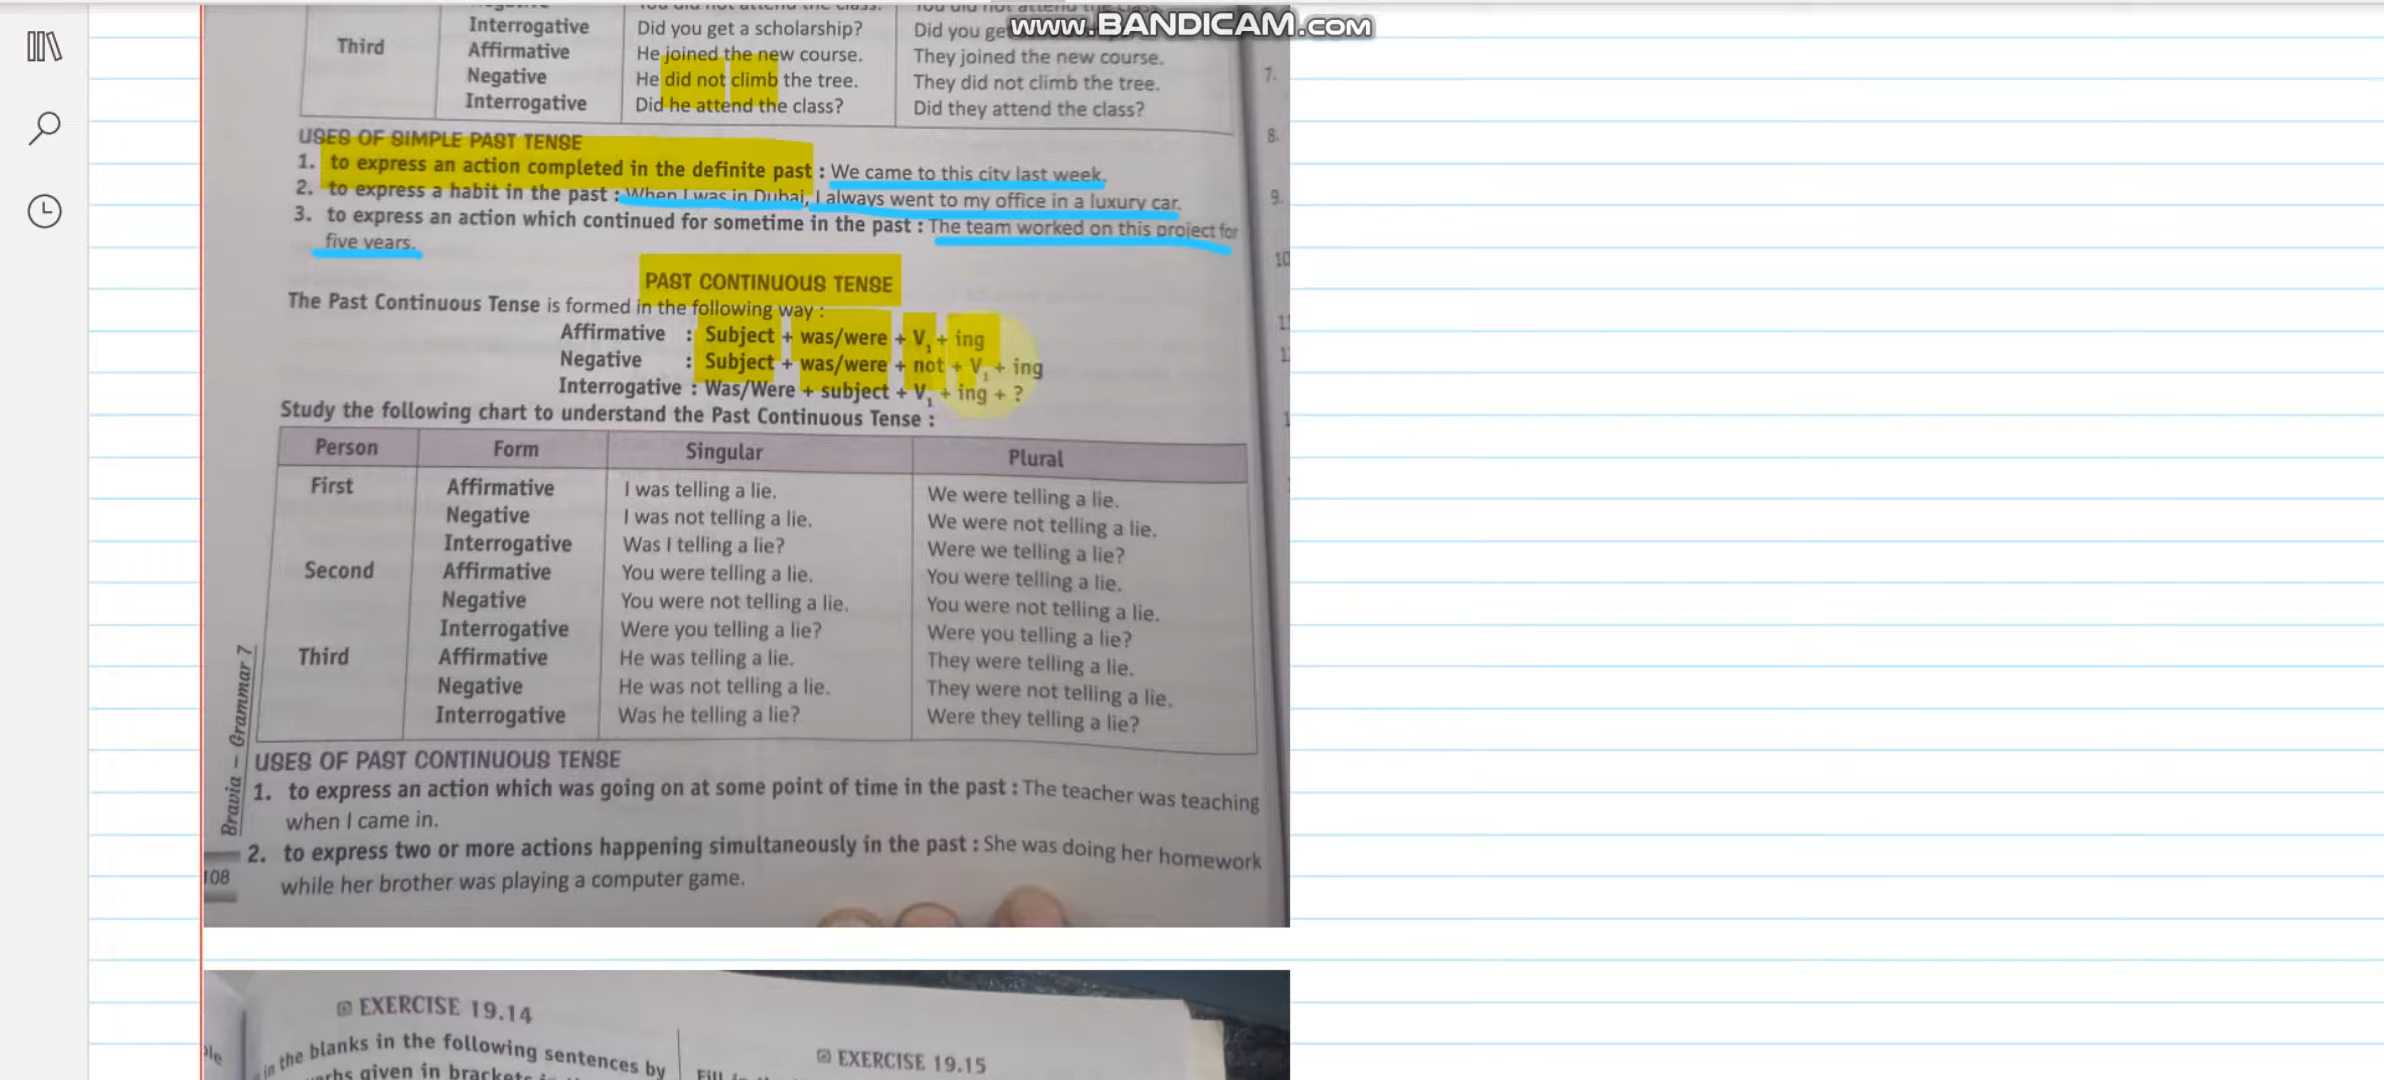 www.BANDICAM.com
Interrogative Did you get a scholarship? Did you get
Third Affirmative He joined the new course. They joined the new course.
Negative He did not climb the tree. They did not climb the tree.
Interrogative Did he attend the class? Did they attend the class?
USES OF SIMPLE PAST TENSE
1. to express an action completed in the definite past : We came to this city last week.
2. to express a habit in the past : When I was in Dubai, I always went to my office in a luxury car.
3. to express an action which continued for sometime in the past : The team worked on this project for
five years.
PAST CONTINUOUS TENSE
The Past Continuous Tense is formed in the following way :
Affirmative : Subject + was/were + V1 + ing
Negative : Subject + was/were + not + V1 + ing
Interrogative : Was/Were + subject + V1 + ing + ?
Study the following chart to understand the Past Continuous Tense :
Person Form Singular Plural
First Affirmative I was telling a lie. We were telling a lie.
Negative I was not telling a lie. We were not telling a lie.
Interrogative Was I telling a lie? Were we telling a lie?
Second Affirmative You were telling a lie. You were telling a lie.
Negative You were not telling a lie. You were not telling a lie.
Interrogative Were you telling a lie? Were you telling a lie?
Third Affirmative He was telling a lie. They were telling a lie.
Negative He was not telling a lie. They were not telling a lie.
Interrogative Was he telling a lie? Were they telling a lie?
USES OF PAST CONTINUOUS TENSE
1. to express an action which was going on at some point of time in the past : The teacher was teaching
when I came in.
2. to express two or more actions happening simultaneously in the past : She was doing her homework
while her brother was playing a computer game.
Bravia – Grammar 7
108
7.
8.
9.
10
EXERCISE 19.14
in the blanks in the following sentences by
given in brackets
EXERCISE 19.15